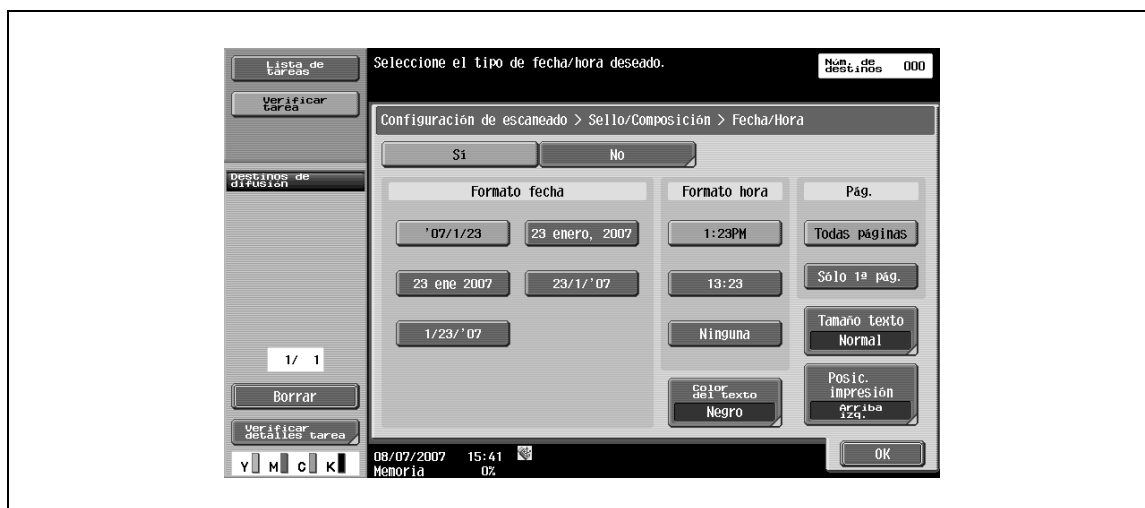 Lista de
tareas
Verificar
tarea
Destinos de
difusión
1/ 1
Borrar
Verificar
detalles tarea
Y M C K
Seleccione el tipo de fecha/hora deseado.
Núm. de
destinos 000
Configuración de escaneado > Sello/Composición > Fecha/Hora
Sí No
Formato fecha Formato hora Pág.
'07/1/23 23 enero, 2007 1:23PM Todas páginas
23 ene 2007 23/1/'07 13:23 Sólo 1ª pág.
1/23/'07 Ninguna
Tamaño texto
Normal
Color
del texto
Negro
Posic.
impresión
Arriba
izq.
08/07/2007 15:41
Memoria 0%
OK